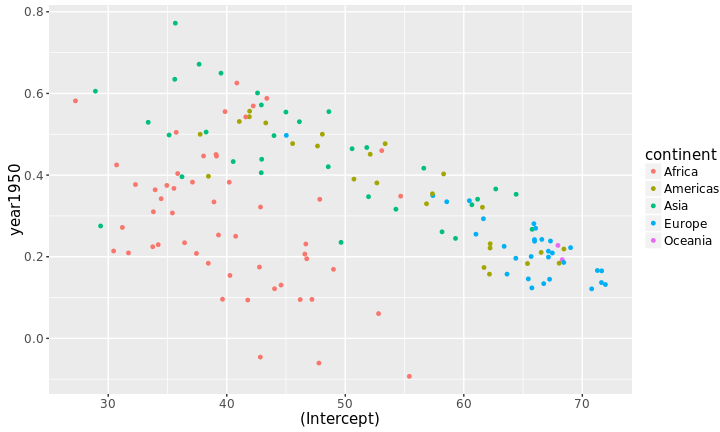 0.8
0.6
0.4
0.2
0.0
year1950
30
40
50
60
70
(Intercept)
continent
Africa
Americas
Asia
Europe
Oceania